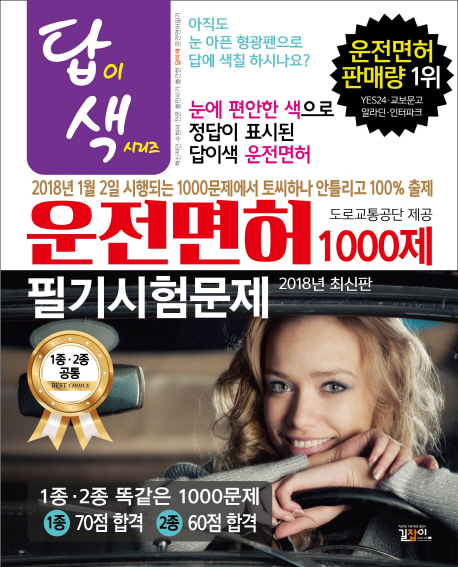 답이
색시리즈
아직도
눈 아픈 형광펜으로
답에 색칠 하시나요?
눈에 편안한 색으로
정답이 표시된
답이색 운전면허
운전면허
판매량 1위
YES24·교보문고
알라딘·인터파크
2018년 1월 2일 시행되는 1000문제에서 토씨하나 안틀리고 100% 출제
도로교통공단 제공
운전면허 1000제
필기시험문제 2018년 최신판
1종·2종
공통
BEST CHOICE
1종·2종 똑같은 1000문제
1종 70점 합격 2종 60점 합격
길잡이